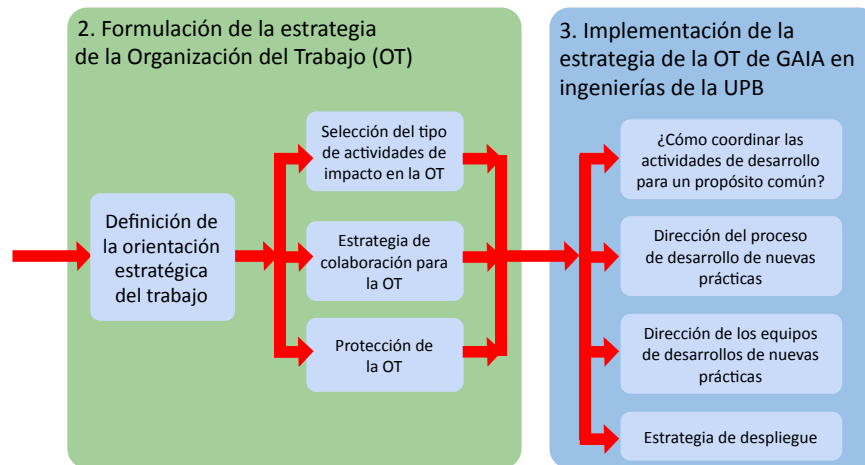 2. Formulación de la estrategia
de la Organización del Trabajo (OT)
Definición de
la orientación
estratégica
del trabajo
Selección del tipo
de actividades de
impacto en la OT
Estrategia de
colaboración para
la OT
Protección de
la OT
3. Implementación de la
estrategia de la OT de GAIA en
ingenierías de la UPB
¿Cómo coordinar las
actividades de desarrollo
para un propósito común?
Dirección del proceso
de desarrollo de nuevas
prácticas
Dirección de los equipos
de desarrollos de nuevas
prácticas
Estrategia de despliegue